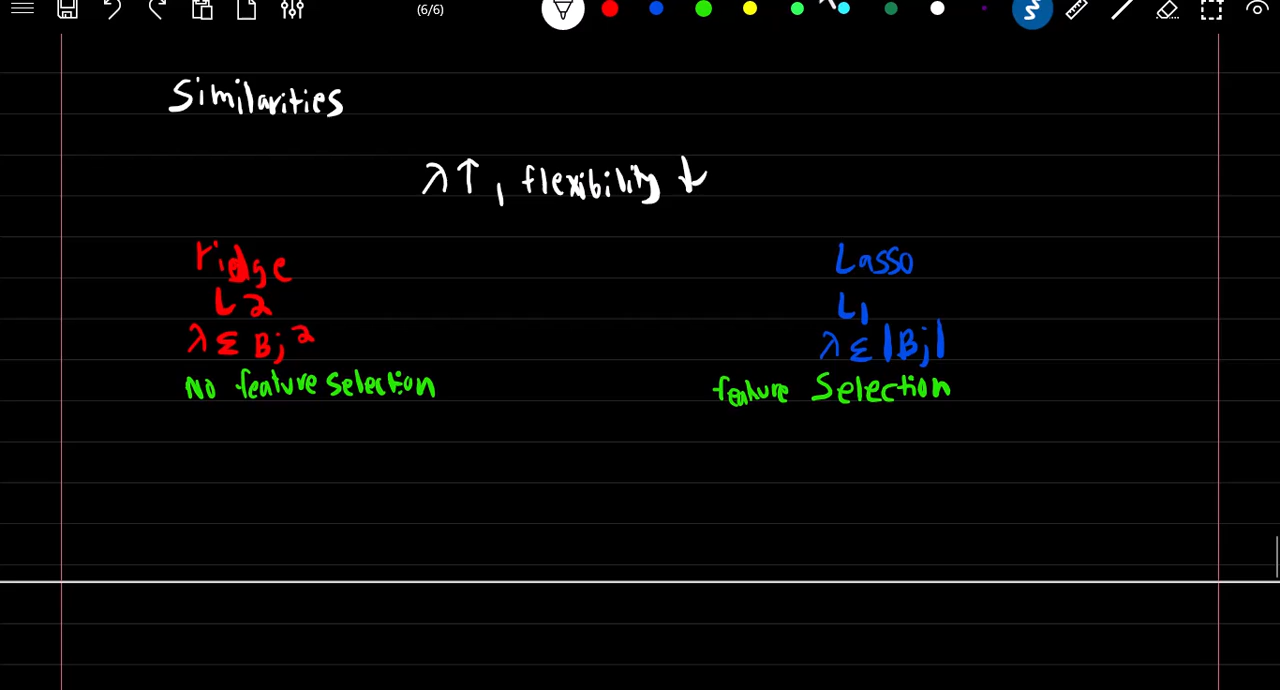 (6/6)
Similarities
λ↑, flexibility ↓
ridge
L2
λ Σ Bj²
No feature selection
Lasso
L1
λ Σ |Bj|
feature Selection